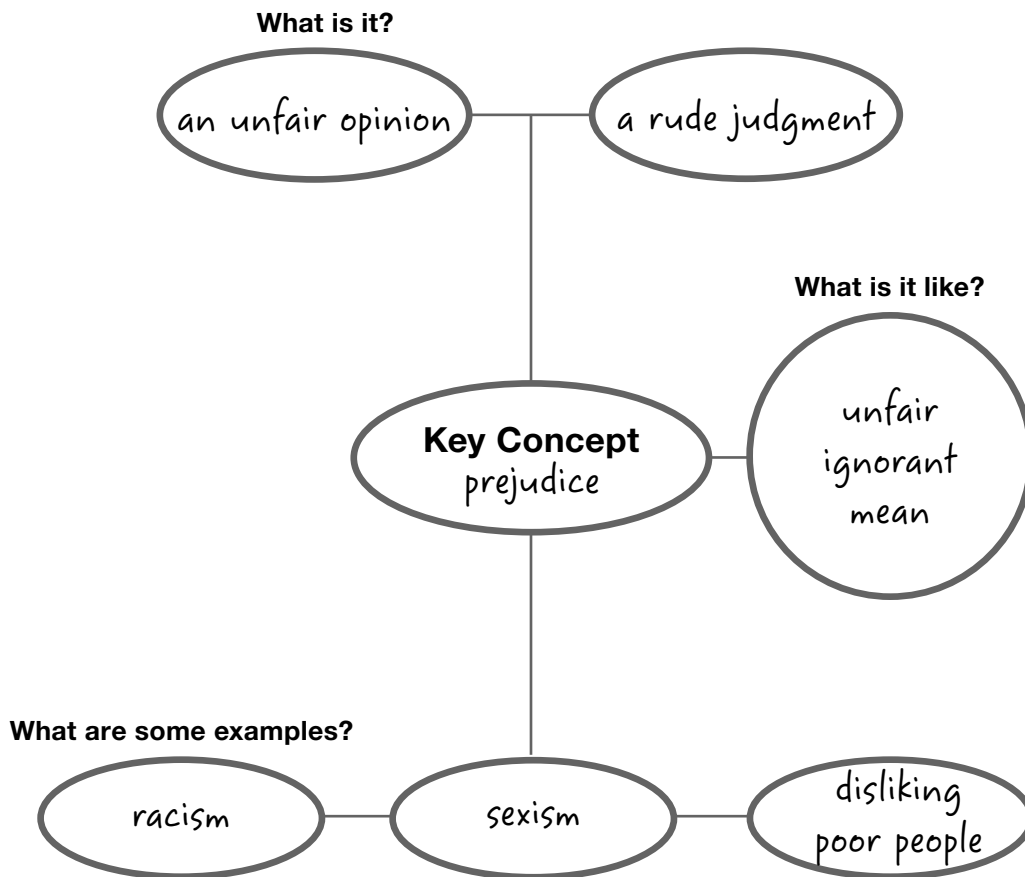 What is it?
an unfair opinion
a rude judgment
What is it like?
unfair
ignorant
mean
Key Concept
prejudice
What are some examples?
racism
sexism
disliking
poor people